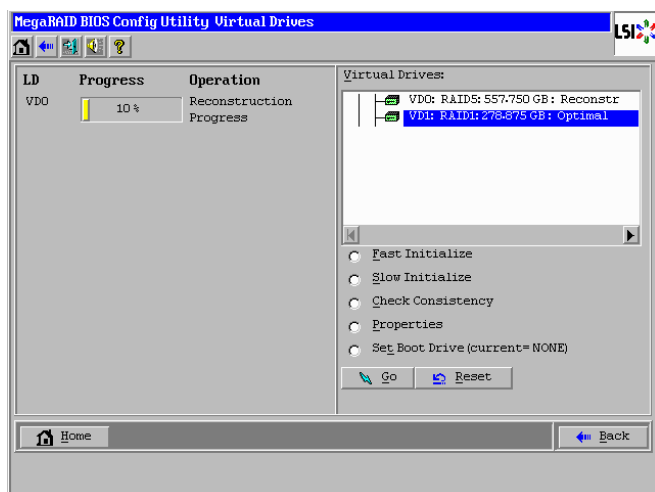 MegaRAID BIOS Config Utility Virtual Drives
LSI
LD Progress Operation
VD0 10 % Reconstruction
Progress
Virtual Drives:
VD0: RAID5: 557.750 GB: Reconstr
VD1: RAID1: 278.875 GB: Optimal
Fast Initialize
Slow Initialize
Check Consistency
Properties
Set Boot Drive (current= NONE)
Go Reset
Home Back